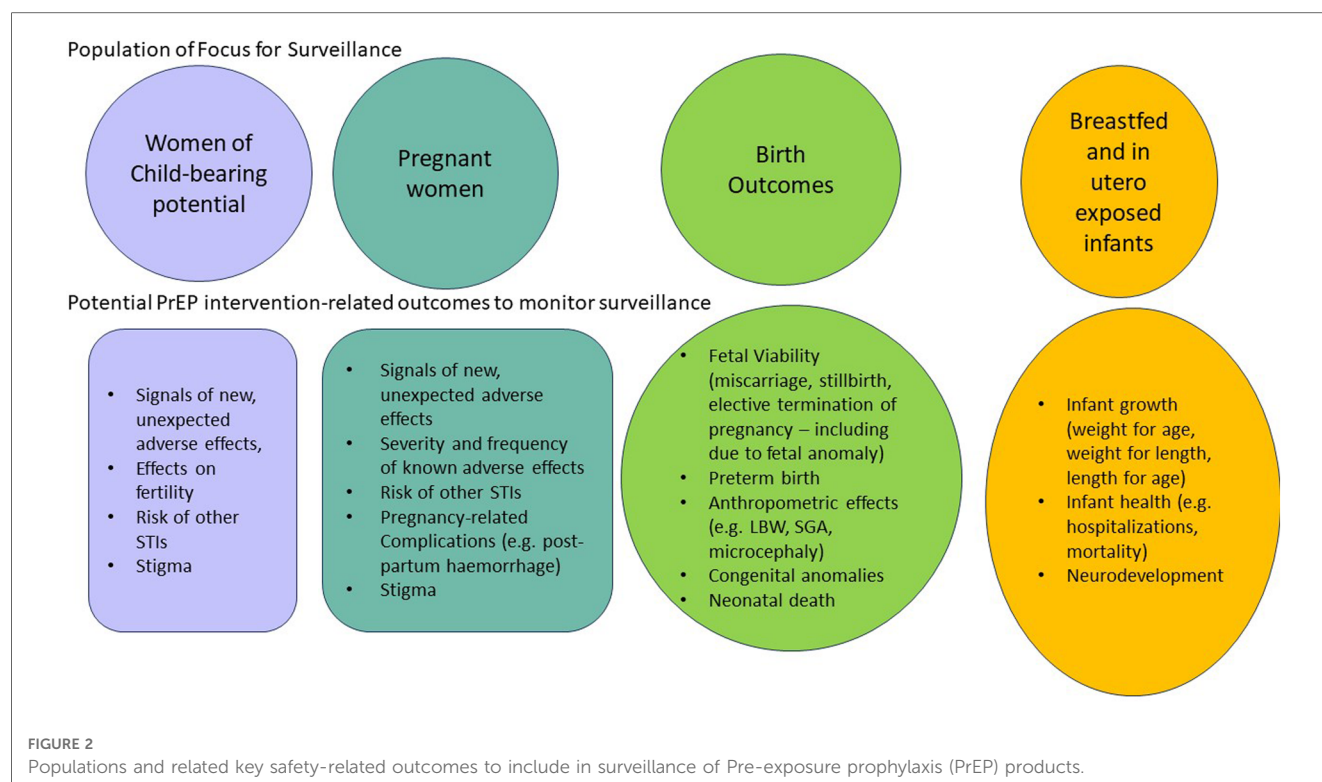 Population of Focus for Surveillance
Women of
Child-bearing
potential
Pregnant
women
Birth
Outcomes
Breastfed
and in
utero
exposed
infants
Potential PrEP intervention-related outcomes to monitor surveillance
• Signals of new,
unexpected
adverse effects,
• Effects on
fertility
• Risk of other
STIs
• Stigma
• Signals of new,
unexpected adverse
effects
• Severity and frequency
of known adverse effects
• Risk of other STIs
• Pregnancy-related
Complications (e.g. post-
partum haemorrhage)
• Stigma
• Fetal Viability
(miscarriage, stillbirth,
elective termination of
pregnancy – including
due to fetal anomaly)
• Preterm birth
• Anthropometric effects
(e.g. LBW, SGA,
microcephaly)
• Congenital anomalies
• Neonatal death
• Infant growth
(weight for age,
weight for length,
length for age)
• Infant health (e.g.
hospitalizations,
mortality)
• Neurodevelopment
FIGURE 2
Populations and related key safety-related outcomes to include in surveillance of Pre-exposure prophylaxis (PrEP) products.